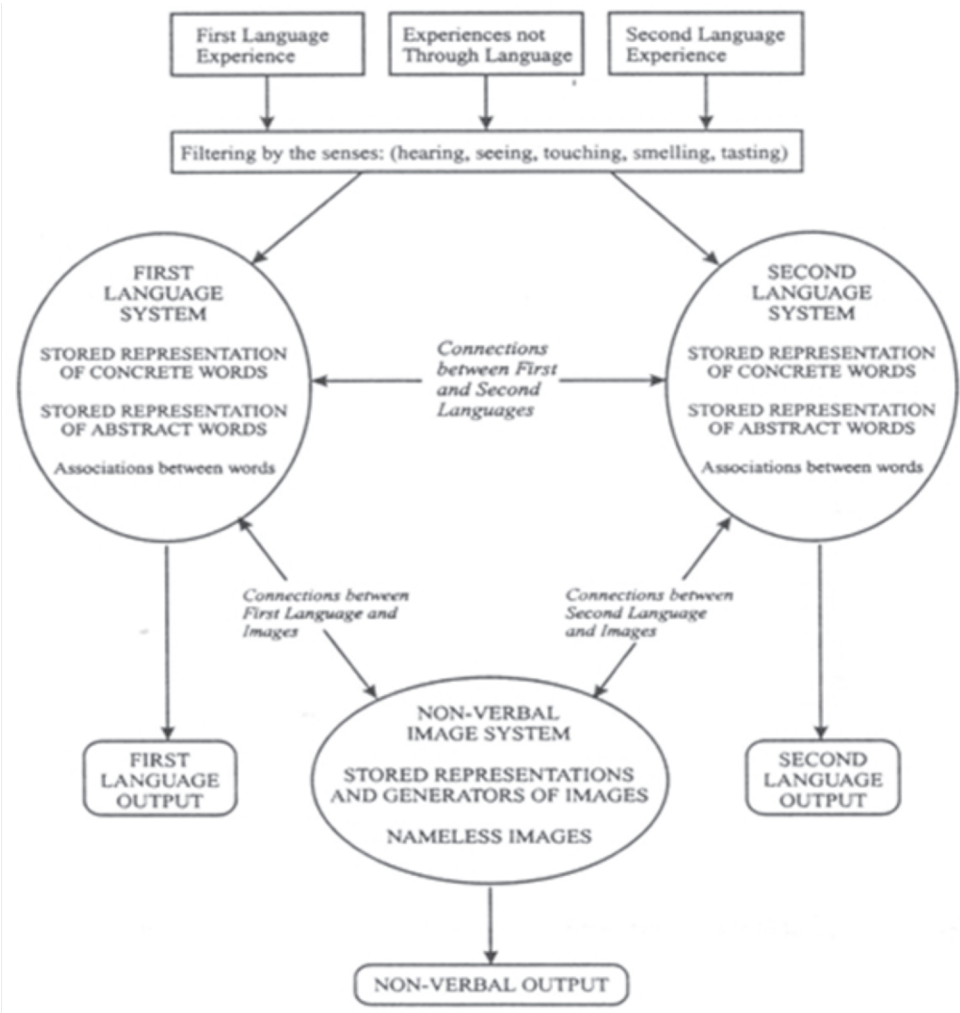 First Language
Experience
Experiences not
Through Language
Second Language
Experience
Filtering by the senses: (hearing, seeing, touching, smelling, tasting)
FIRST
LANGUAGE
SYSTEM
STORED REPRESENTATION
OF CONCRETE WORDS
STORED REPRESENTATION
OF ABSTRACT WORDS
Associations between words
Connections
between First
and Second
Languages
SECOND
LANGUAGE
SYSTEM
STORED REPRESENTATION
OF CONCRETE WORDS
STORED REPRESENTATION
OF ABSTRACT WORDS
Associations between words
Connections between
First Language and
Images
Connections between
Second Language
and Images
FIRST
LANGUAGE
OUTPUT
NON-VERBAL
IMAGE SYSTEM
STORED REPRESENTATIONS
AND GENERATORS OF IMAGES
NAMELESS IMAGES
SECOND
LANGUAGE
OUTPUT
NON-VERBAL OUTPUT